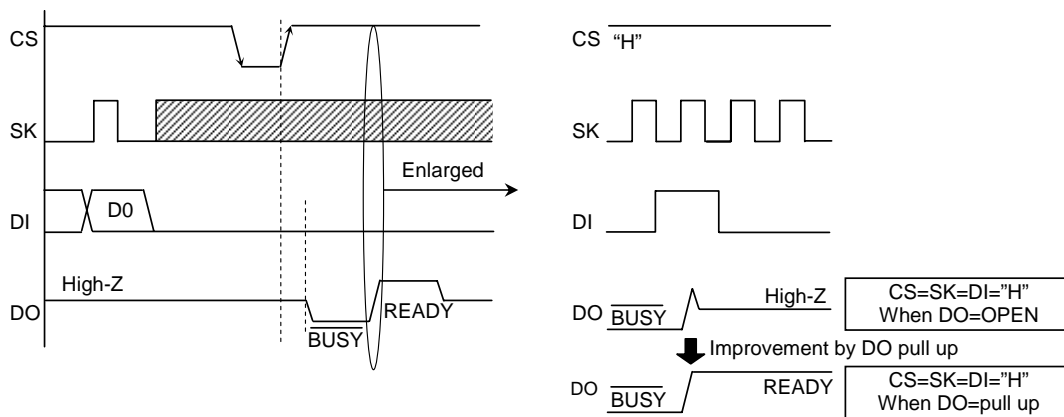 CS
SK
Enlarged
DI
D0
High-Z
DO
READY
BUSY
CS “H”
SK
DI
DO
BUSY
High-Z
CS=SK=DI=”H”
When DO=OPEN
Improvement by DO pull up
DO
BUSY
READY
CS=SK=DI=”H”
When DO=pull up